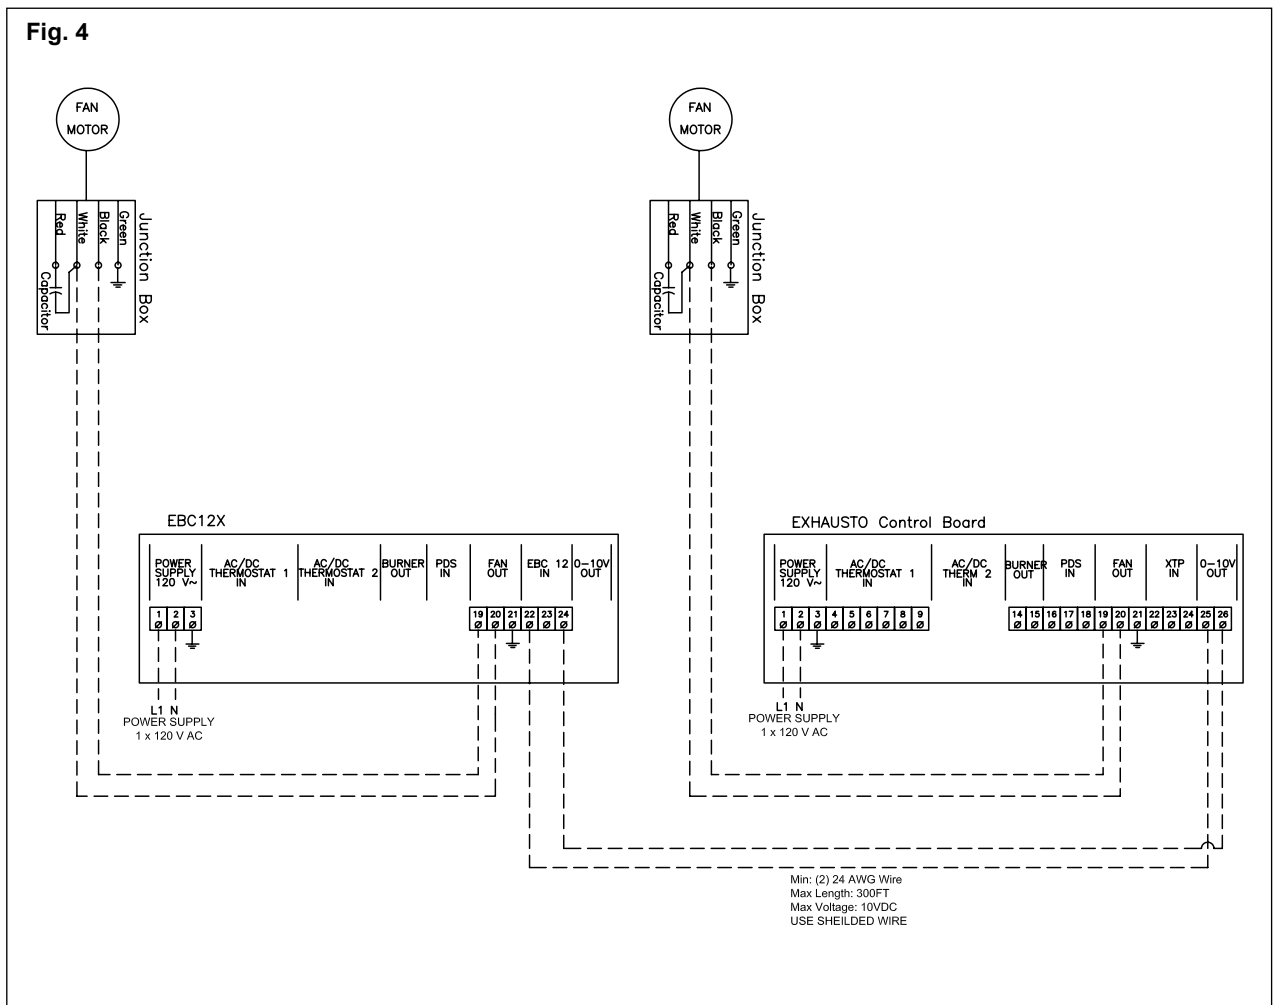 Fig. 4
FAN
MOTOR
Red
White
Black
Green
Junction Box
Capacitor
FAN
MOTOR
Red
White
Black
Green
Junction Box
Capacitor
EBC12X
POWER
SUPPLY
120 V~
AC/DC
THERMOSTAT 1
IN
AC/DC
THERMOSTAT 2
IN
BURNER
OUT
PDS
IN
FAN
OUT
EBC 12
IN
0-10V
OUT
1 2 3
19 20 21 22 23 24
L1 N
POWER SUPPLY
1 x 120 V AC
EXHAUSTO Control Board
POWER
SUPPLY
120 V~
AC/DC
THERMOSTAT 1
IN
AC/DC
THERM 2
IN
BURNER
OUT
PDS
IN
FAN
OUT
XTP
IN
0-10V
OUT
1 2 3 4 5 6 7 8 9
14 15 16 17 18 19 20 21 22 23 24 25 26
L1 N
POWER SUPPLY
1 x 120 V AC
Min: (2) 24 AWG Wire
Max Length: 300FT
Max Voltage: 10VDC
USE SHEILDED WIRE